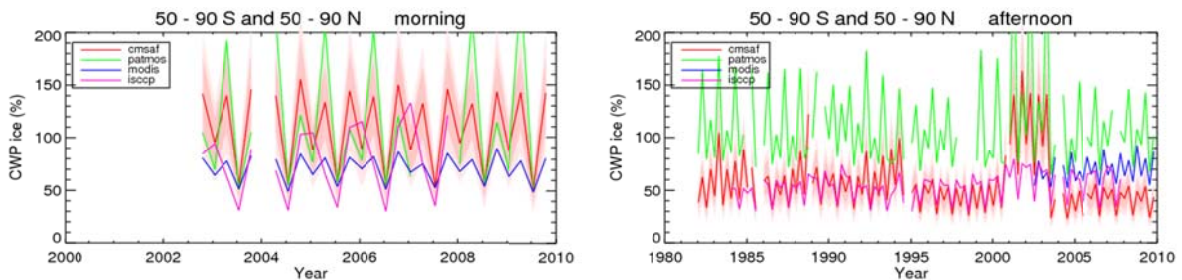 50 - 90 S and 50 - 90 N morning
CWP ice (%)
200
150
100
50
0
cmsaf
patmos
modis
isccp
2000
2002
2004
2006
2008
2010
Year
50 - 90 S and 50 - 90 N afternoon
CWP ice (%)
200
150
100
50
0
cmsaf
patmos
modis
isccp
1980
1985
1990
1995
2000
2005
2010
Year